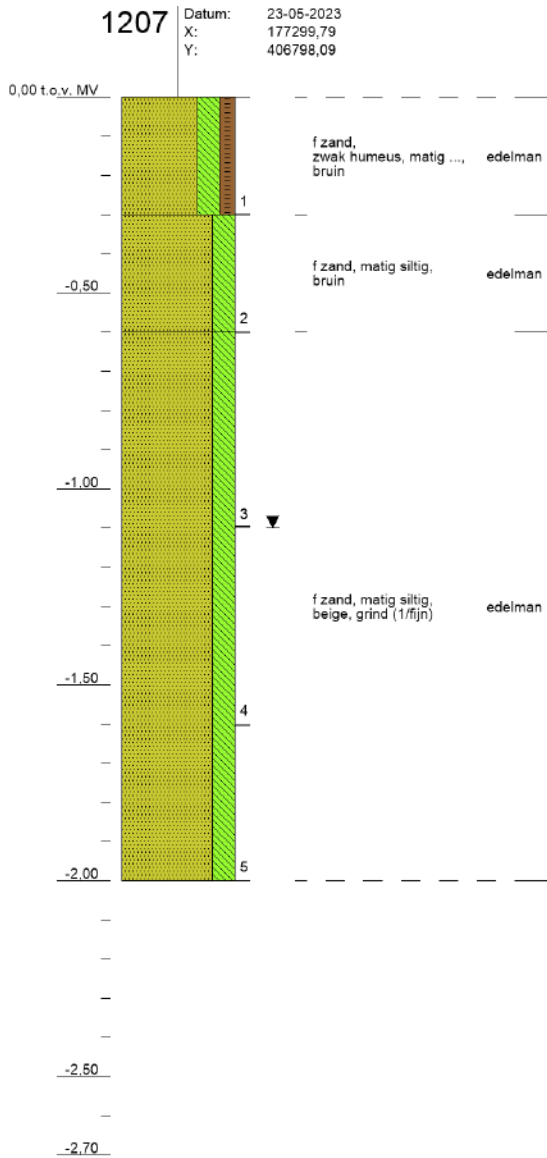 1207
Datum: 23-05-2023
X: 177299,79
Y: 406798,09
0,00 t.o.v. MV
f zand,
zwak humeus, matig ..., edelman
bruin
1
f zand, matig siltig, edelman
bruin
-0,50
2
-1,00
3
f zand, matig siltig, edelman
beige, grind (1/fijn)
-1,50
4
5
-2,00
-2,50
-2,70